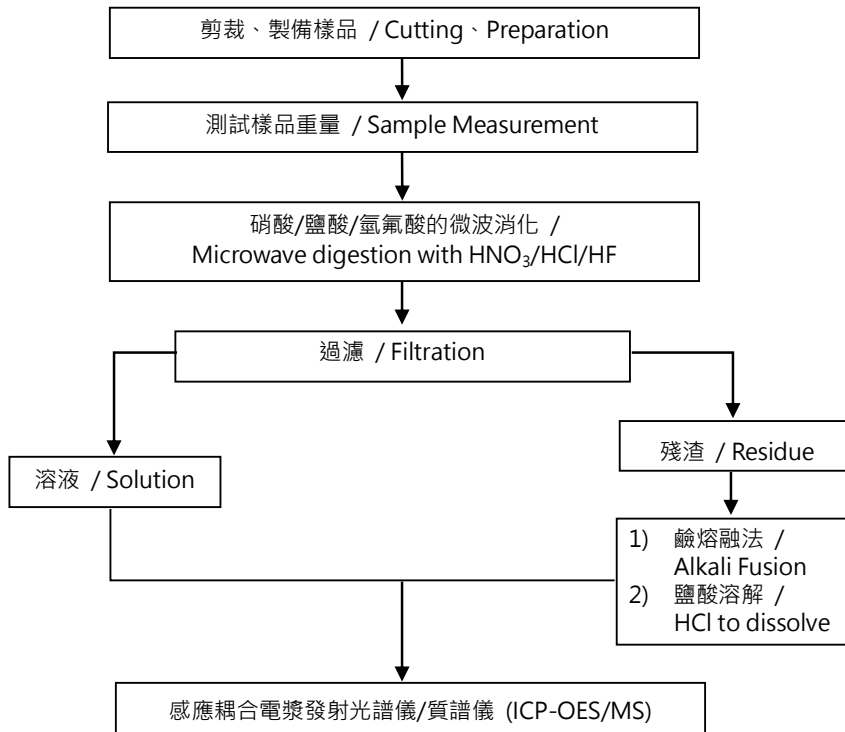 剪裁、製備樣品 / Cutting、Preparation
測試樣品重量 / Sample Measurement
硝酸/鹽酸/氫氟酸的微波消化 /
Microwave digestion with HNO₃/HCl/HF
過濾 / Filtration
溶液 / Solution
殘渣 / Residue
1) 鹼熔融法 /
Alkali Fusion
2) 鹽酸溶解 /
HCl to dissolve
感應耦合電漿發射光譜儀/質譜儀 (ICP-OES/MS)